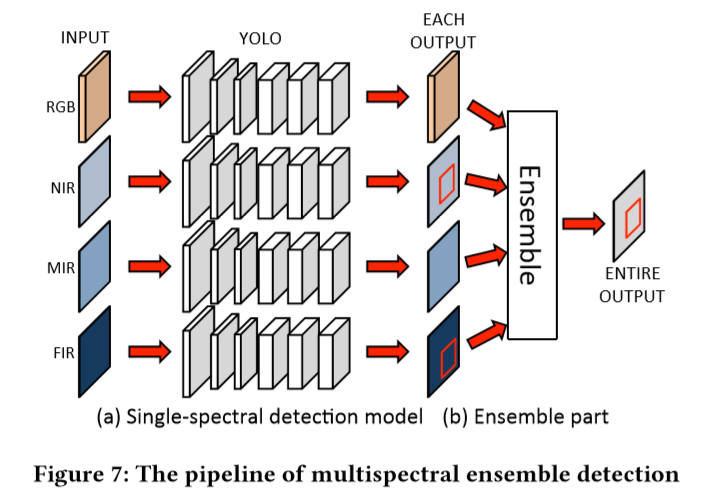 INPUT
YOLO
EACH
OUTPUT
RGB
NIR
MIR
FIR
Ensemble
ENTIRE
OUTPUT
(a) Single-spectral detection model
(b) Ensemble part
Figure 7: The pipeline of multispectral ensemble detection